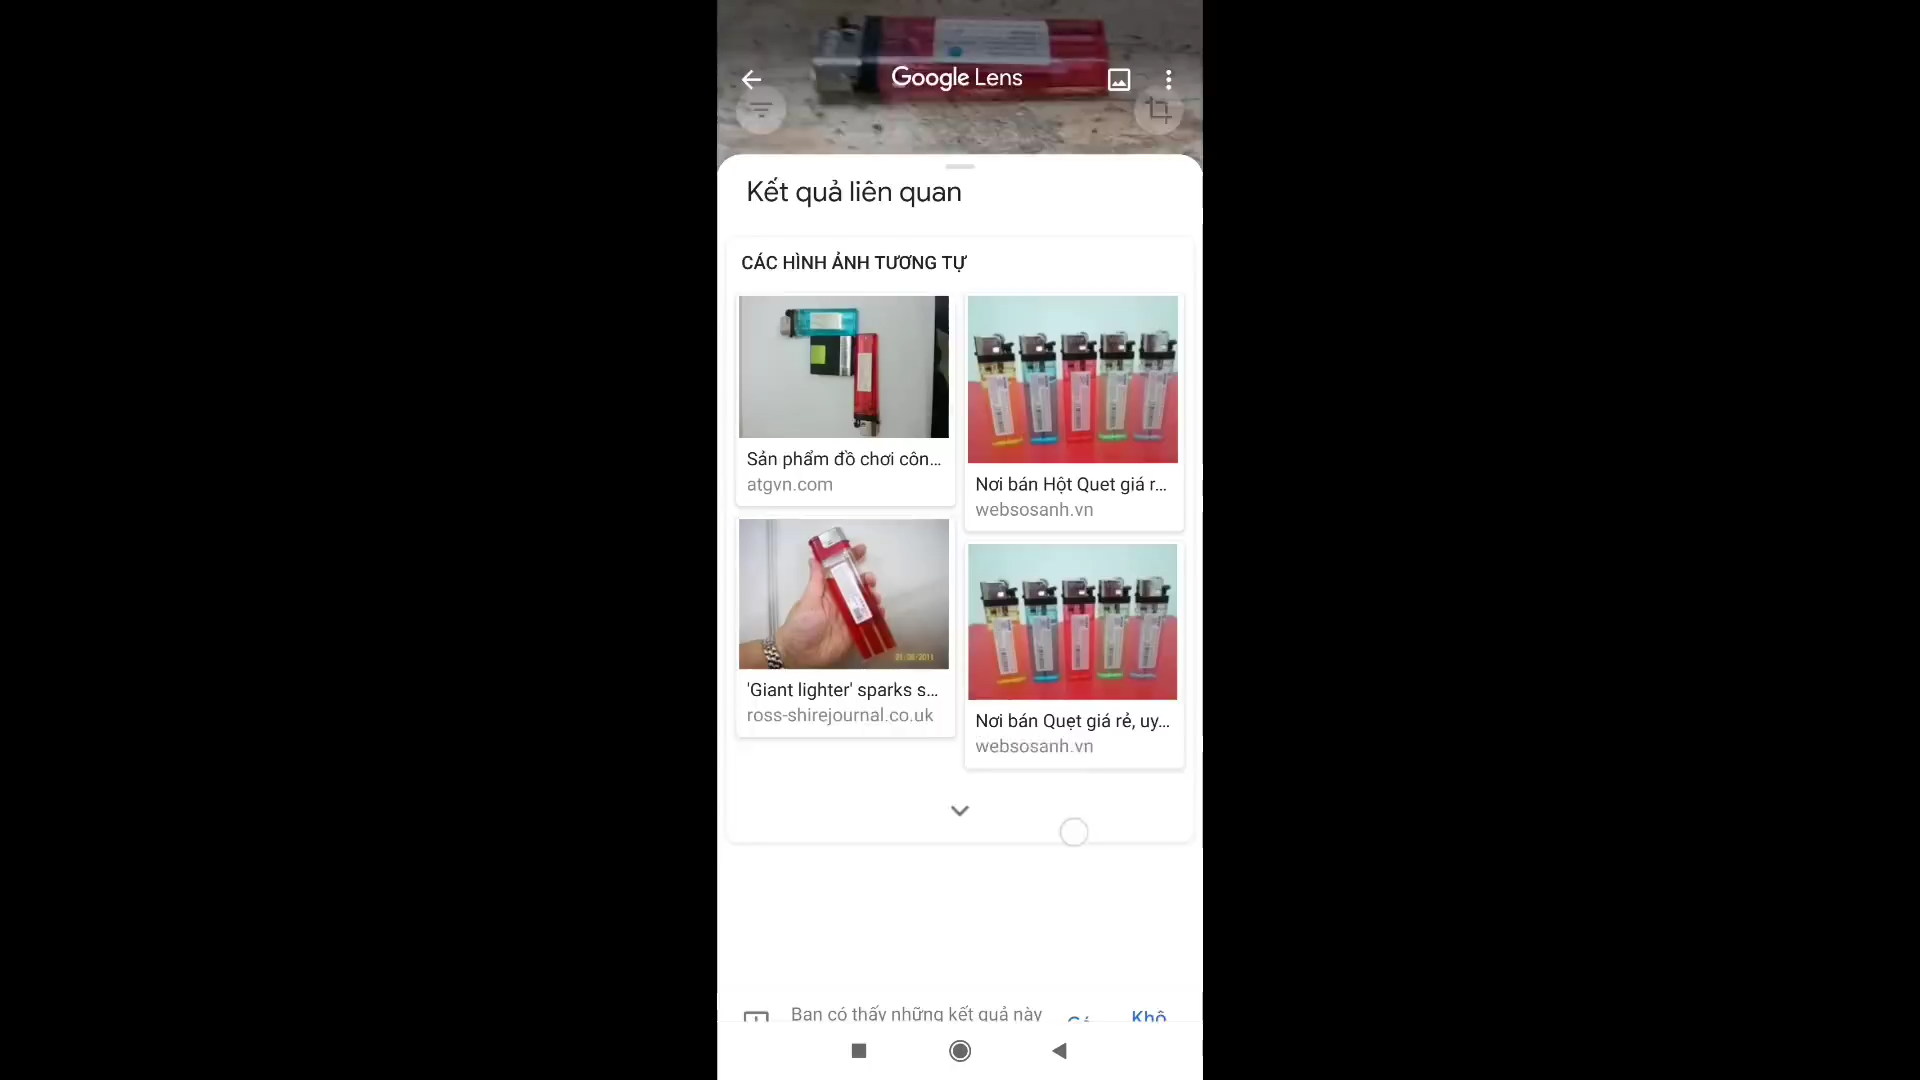 Google Lens
Kết quả liên quan
CÁC HÌNH ẢNH TƯƠNG TỰ
Sản phẩm đồ chơi côn...
atgvn.com
Nơi bán Hột Quet giá r...
websosanh.vn
'Giant lighter' sparks s...
ross-shirejournal.co.uk
Nơi bán Quẹt giá rẻ, uy...
websosanh.vn
Bạn có thấy những kết quả này
Có
Khô